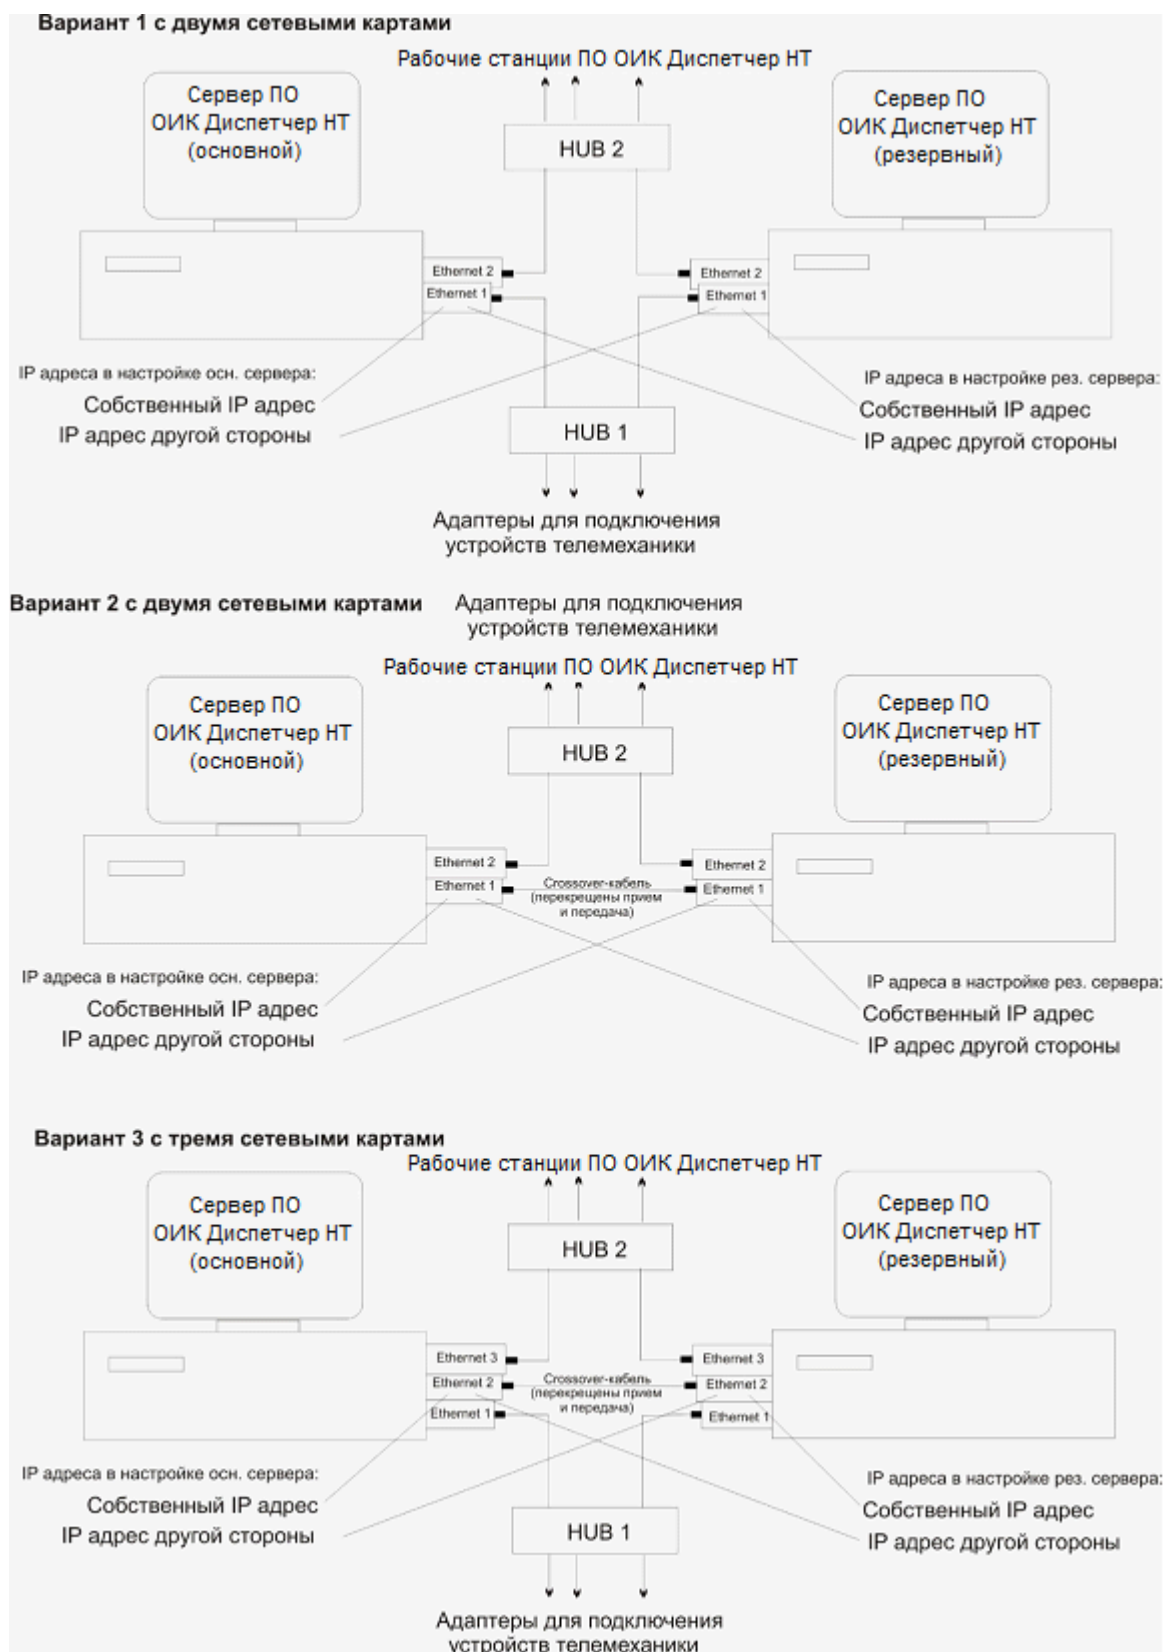 Вариант 1 с двумя сетевыми картами
Рабочие станции ПО ОИК Диспетчер НТ
Сервер ПО
ОИК Диспетчер НТ
(основной)
HUB 2
Сервер ПО
ОИК Диспетчер НТ
(резервный)
Ethernet 2
Ethernet 1
Ethernet 2
Ethernet 1
IP адреса в настройке осн. сервера:
Собственный IP адрес
IP адрес другой стороны
HUB 1
IP адреса в настройке рез. сервера:
Собственный IP адрес
IP адрес другой стороны
Адаптеры для подключения
устройств телемеханики
Вариант 2 с двумя сетевыми картами
Адаптеры для подключения
устройств телемеханики
Рабочие станции ПО ОИК Диспетчер НТ
Сервер ПО
ОИК Диспетчер НТ
(основной)
HUB 2
Сервер ПО
ОИК Диспетчер НТ
(резервный)
Ethernet 2
Ethernet 1
Crossover-кабель
(перекрещены прием
и передача)
Ethernet 2
Ethernet 1
IP адреса в настройке осн. сервера:
Собственный IP адрес
IP адрес другой стороны
IP адреса в настройке рез. сервера:
Собственный IP адрес
IP адрес другой стороны
Вариант 3 с тремя сетевыми картами
Рабочие станции ПО ОИК Диспетчер НТ
Сервер ПО
ОИК Диспетчер НТ
(основной)
HUB 2
Сервер ПО
ОИК Диспетчер НТ
(резервный)
Ethernet 3
Ethernet 2
Ethernet 1
Crossover-кабель
(перекрещены прием
и передача)
Ethernet 3
Ethernet 2
Ethernet 1
IP адреса в настройке осн. сервера:
Собственный IP адрес
IP адрес другой стороны
HUB 1
IP адреса в настройке рез. сервера:
Собственный IP адрес
IP адрес другой стороны
Адаптеры для подключения
устройств телемеханики